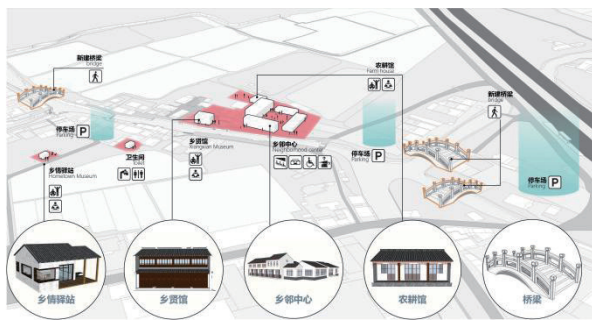 新建桥梁
bridge
农耕馆
Farm house
新建桥梁
Bridge
停车场
Parking
P
乡情驿站
Hometown Museum
卫生间
toilet
乡贤馆
Xiangxian Museum
乡邻中心
Neighborhood center
停车场
Parking
P
停车场
Parking
P
乡情驿站
乡贤馆
乡邻中心
农耕馆
桥梁